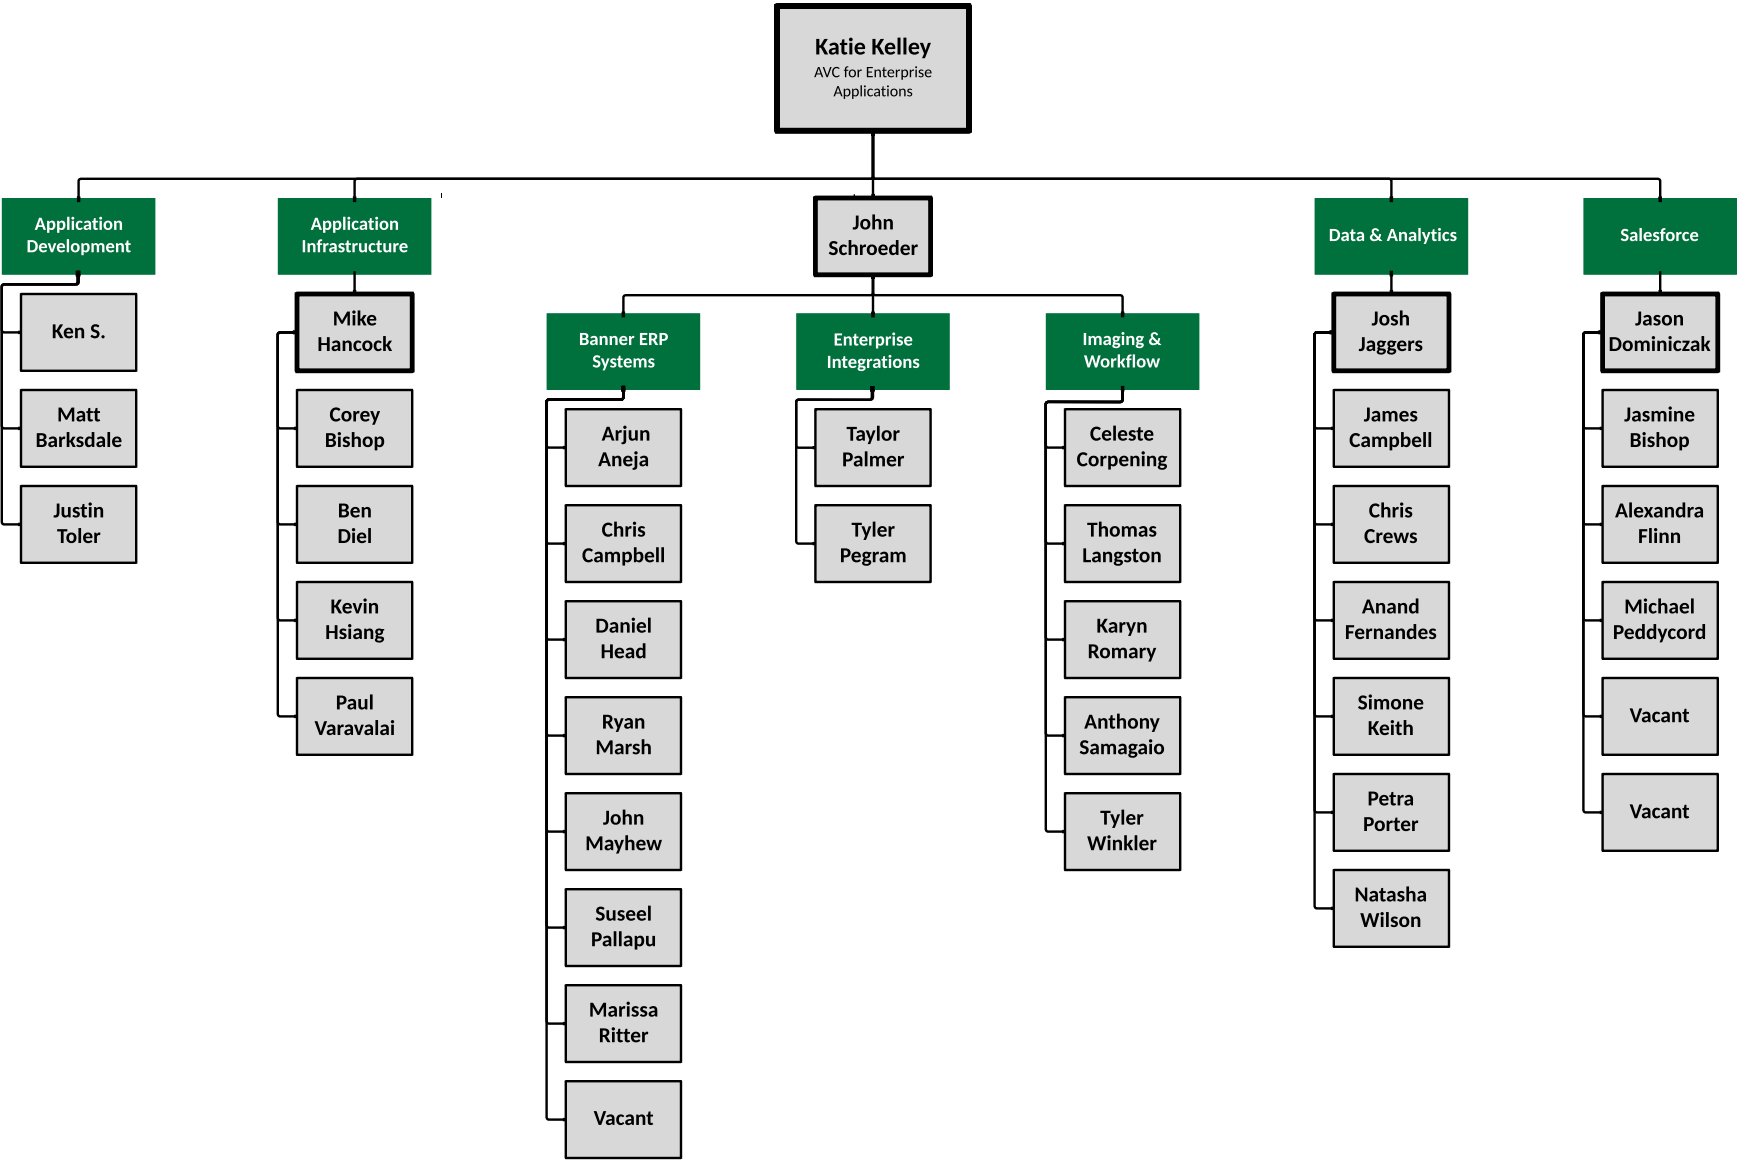 Katie Kelley
AVC for Enterprise
Applications
Application
Development
Ken S.
Matt
Barksdale
Justin
Toler
Application
Infrastructure
Mike
Hancock
Corey
Bishop
Ben
Diel
Kevin
Hsiang
Paul
Varavalai
John
Schroeder
Banner ERP
Systems
Arjun
Aneja
Chris
Campbell
Daniel
Head
Ryan
Marsh
John
Mayhew
Suseel
Pallapu
Marissa
Ritter
Vacant
Enterprise
Integrations
Taylor
Palmer
Tyler
Pegram
Imaging &
Workflow
Celeste
Corpening
Thomas
Langston
Karyn
Romary
Anthony
Samagaio
Tyler
Winkler
Data & Analytics
Josh
Jaggers
James
Campbell
Chris
Crews
Anand
Fernandes
Simone
Keith
Petra
Porter
Natasha
Wilson
Salesforce
Jason
Dominiczak
Jasmine
Bishop
Alexandra
Flinn
Michael
Peddycord
Vacant
Vacant